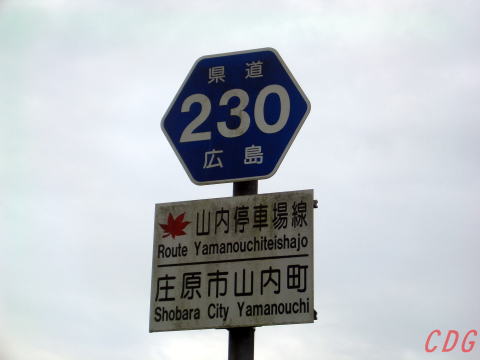 県道
230
広島
山内停車場線
Route Yamanouchiteishajo
庄原市山内町
Shobara City Yamanouchi
CDG